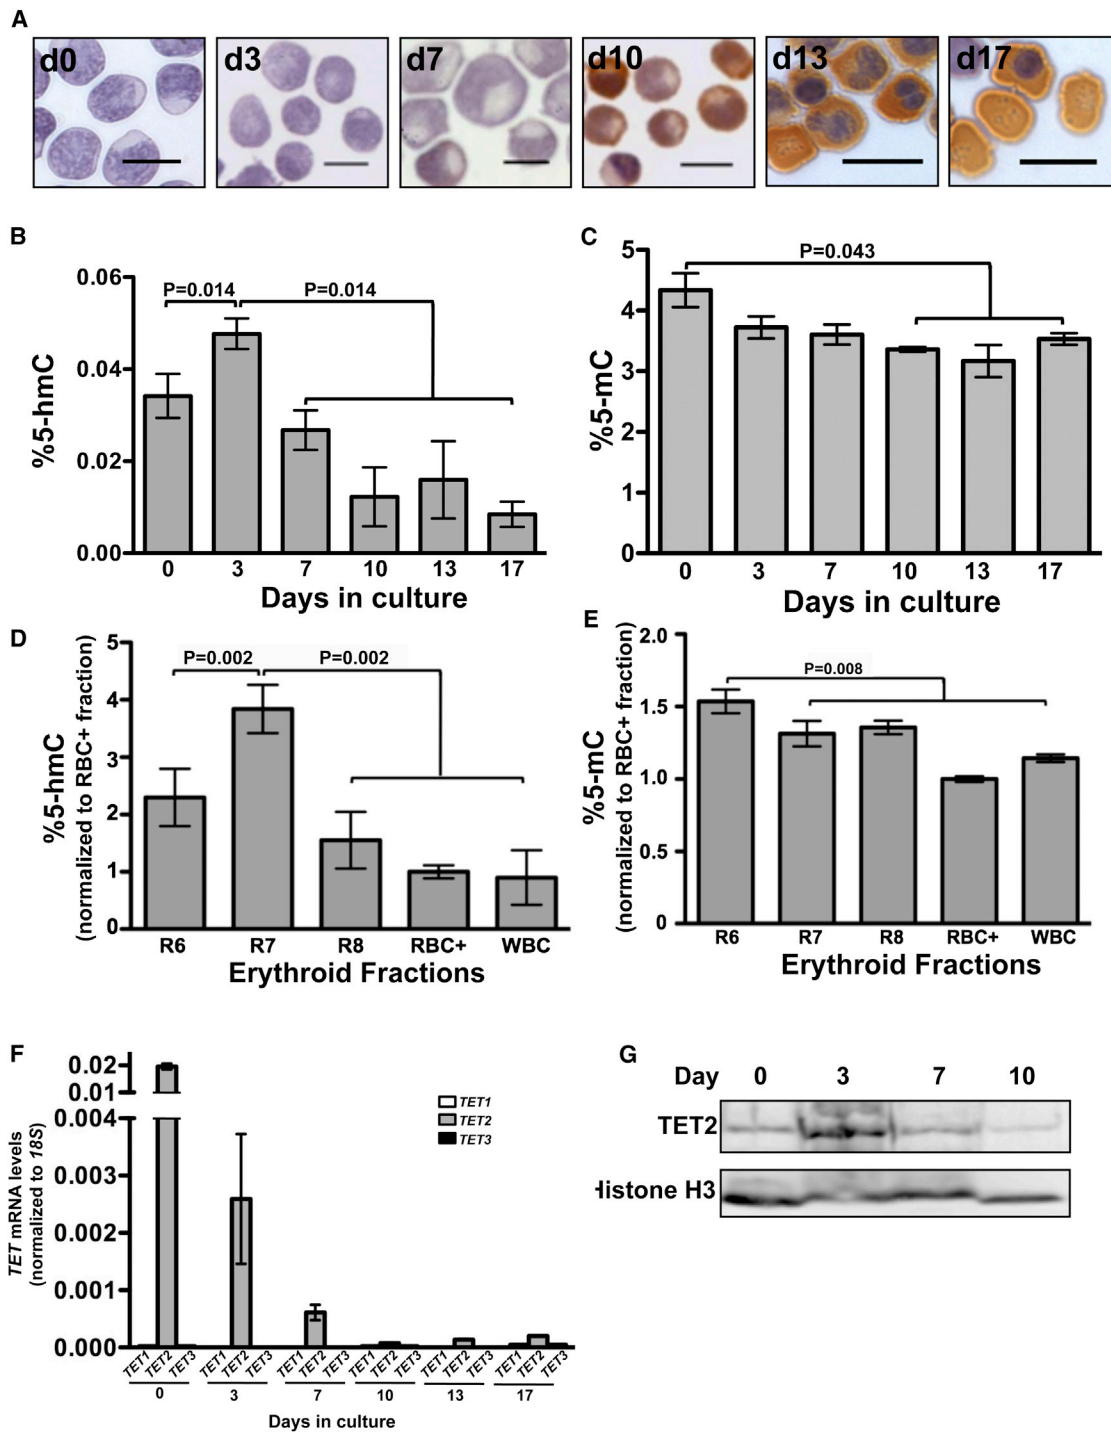 A
d0 d3 d7 d10 d13 d17
B
%5-hmC
0.06
0.04
0.02
0.00
P=0.014 P=0.014
0 3 7 10 13 17
Days in culture
C
%5-mC
5
4
3
2
1
0
P=0.043
0 3 7 10 13 17
Days in culture
D
%5-hmC
(normalized to RBC+ fraction)
5
4
3
2
1
0
P=0.002 P=0.002
R6 R7 R8 RBC+ WBC
Erythroid Fractions
E
%5-mC
(normalized to RBC+ fraction)
2.0
1.5
1.0
0.5
0
P=0.008
R6 R7 R8 RBC+ WBC
Erythroid Fractions
F
TET mRNA levels
(normalized to 18S)
0.02
0.01
0.004
0.003
0.002
0.001
0.000
TET1
TET2
TET3
TET1 TET2 TET3 TET1 TET2 TET3 TET1 TET2 TET3 TET1 TET2 TET3 TET1 TET2 TET3 TET1 TET2 TET3
0 3 7 10 13 17
Days in culture
G
Day 0 3 7 10
TET2
Histone H3